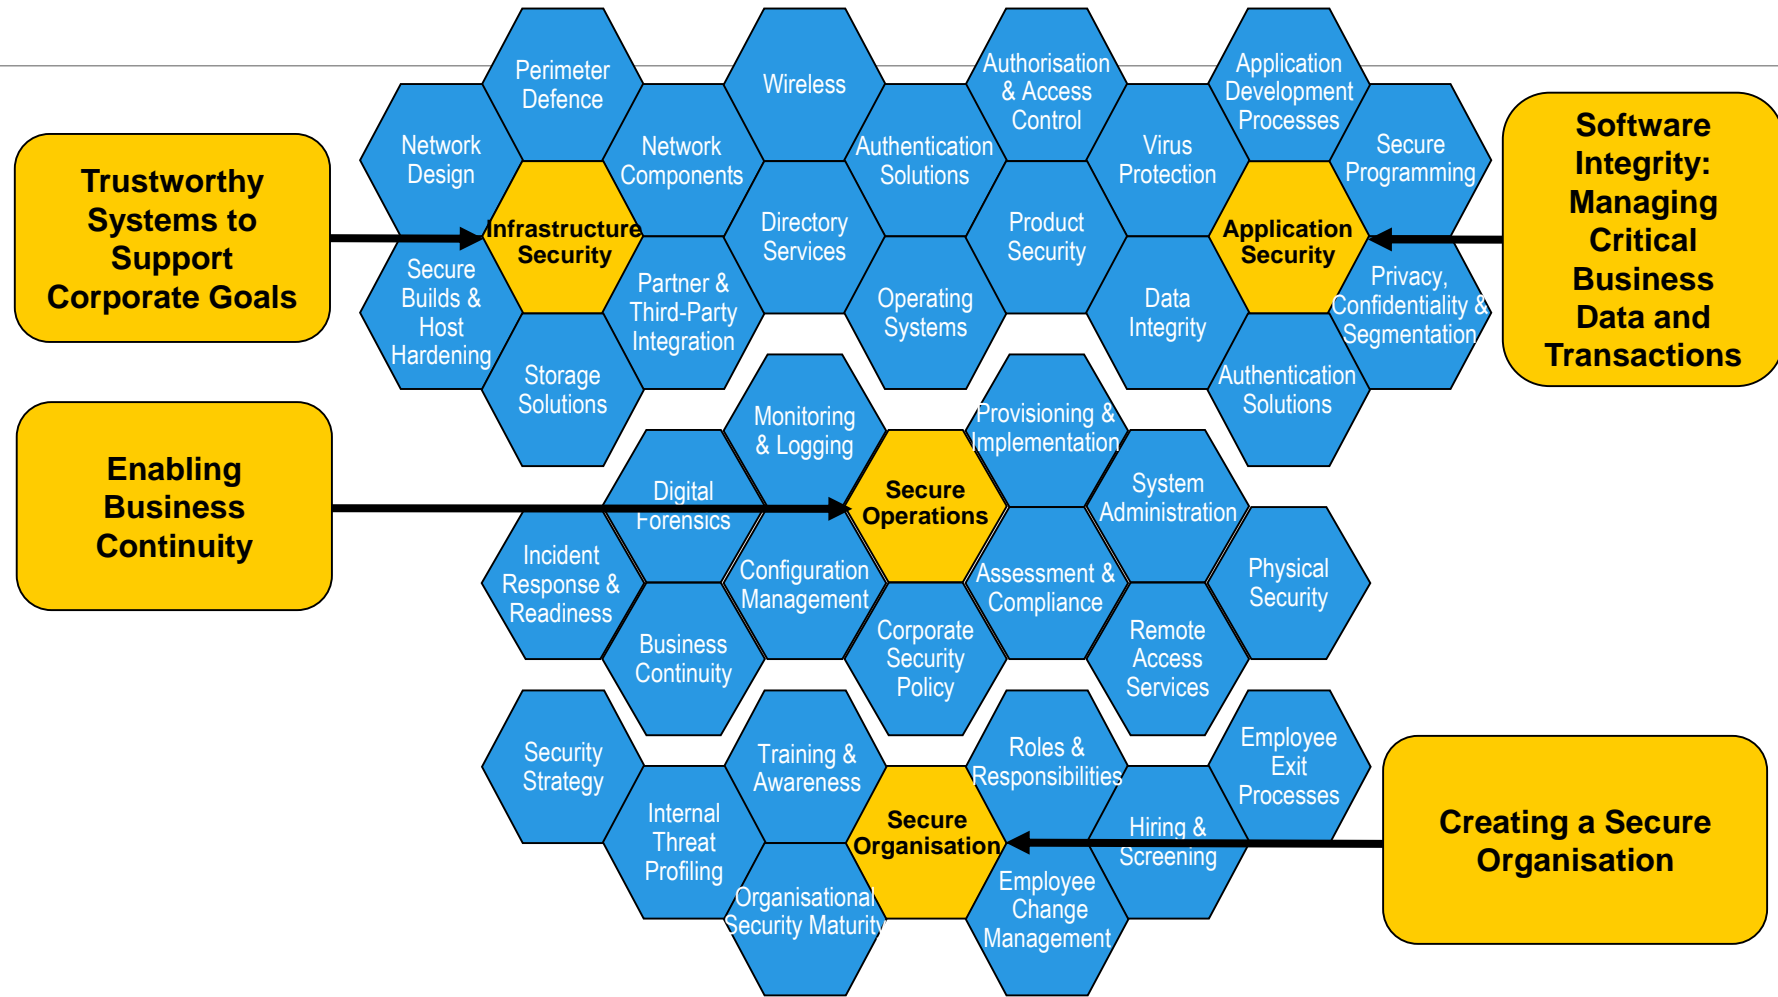 Perimeter
Defence
Wireless
Authorisation
& Access
Control
Application
Development
Processes
Network
Design
Network
Components
Authentication
Solutions
Virus
Protection
Secure
Programming
Trustworthy
Systems to
Support
Corporate Goals
Infrastructure
Security
Directory
Services
Product
Security
Application
Security
Software
Integrity:
Managing
Critical
Business
Data and
Transactions
Secure
Builds &
Host
Hardening
Partner &
Third-Party
Integration
Operating
Systems
Data
Integrity
Privacy,
Confidentiality &
Segmentation
Storage
Solutions
Authentication
Solutions
Monitoring
& Logging
Provisioning &
Implementation
Enabling
Business
Continuity
Digital
Forensics
Secure
Operations
System
Administration
Incident
Response &
Readiness
Configuration
Management
Assessment &
Compliance
Physical
Security
Business
Continuity
Corporate
Security
Policy
Remote
Access
Services
Security
Strategy
Training &
Awareness
Roles &
Responsibilities
Employee
Exit
Processes
Internal
Threat
Profiling
Secure
Organisation
Hiring &
Screening
Creating a Secure
Organisation
Organisational
Security Maturity
Employee
Change
Management